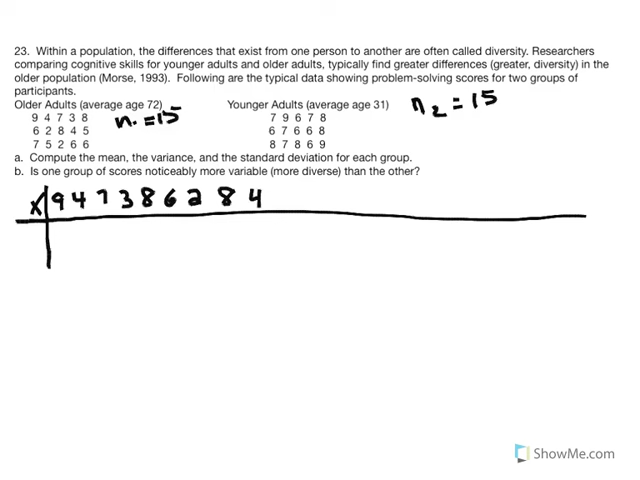 23. Within a population, the differences that exist from one person to another are often called diversity. Researchers
comparing cognitive skills for younger adults and older adults, typically find greater differences (greater, diversity) in the
older population (Morse, 1993). Following are the typical data showing problem-solving scores for two groups of
participants.
Older Adults (average age 72) Younger Adults (average age 31) n2 = 15
9 4 7 3 8 n. = 15 7 9 6 7 8
6 2 8 4 5 6 7 6 6 8
7 5 2 6 6 8 7 8 6 9
a. Compute the mean, the variance, and the standard deviation for each group.
b. Is one group of scores noticeably more variable (more diverse) than the other?
X 9 4 7 3 8 6 2 8 4
ShowMe.com